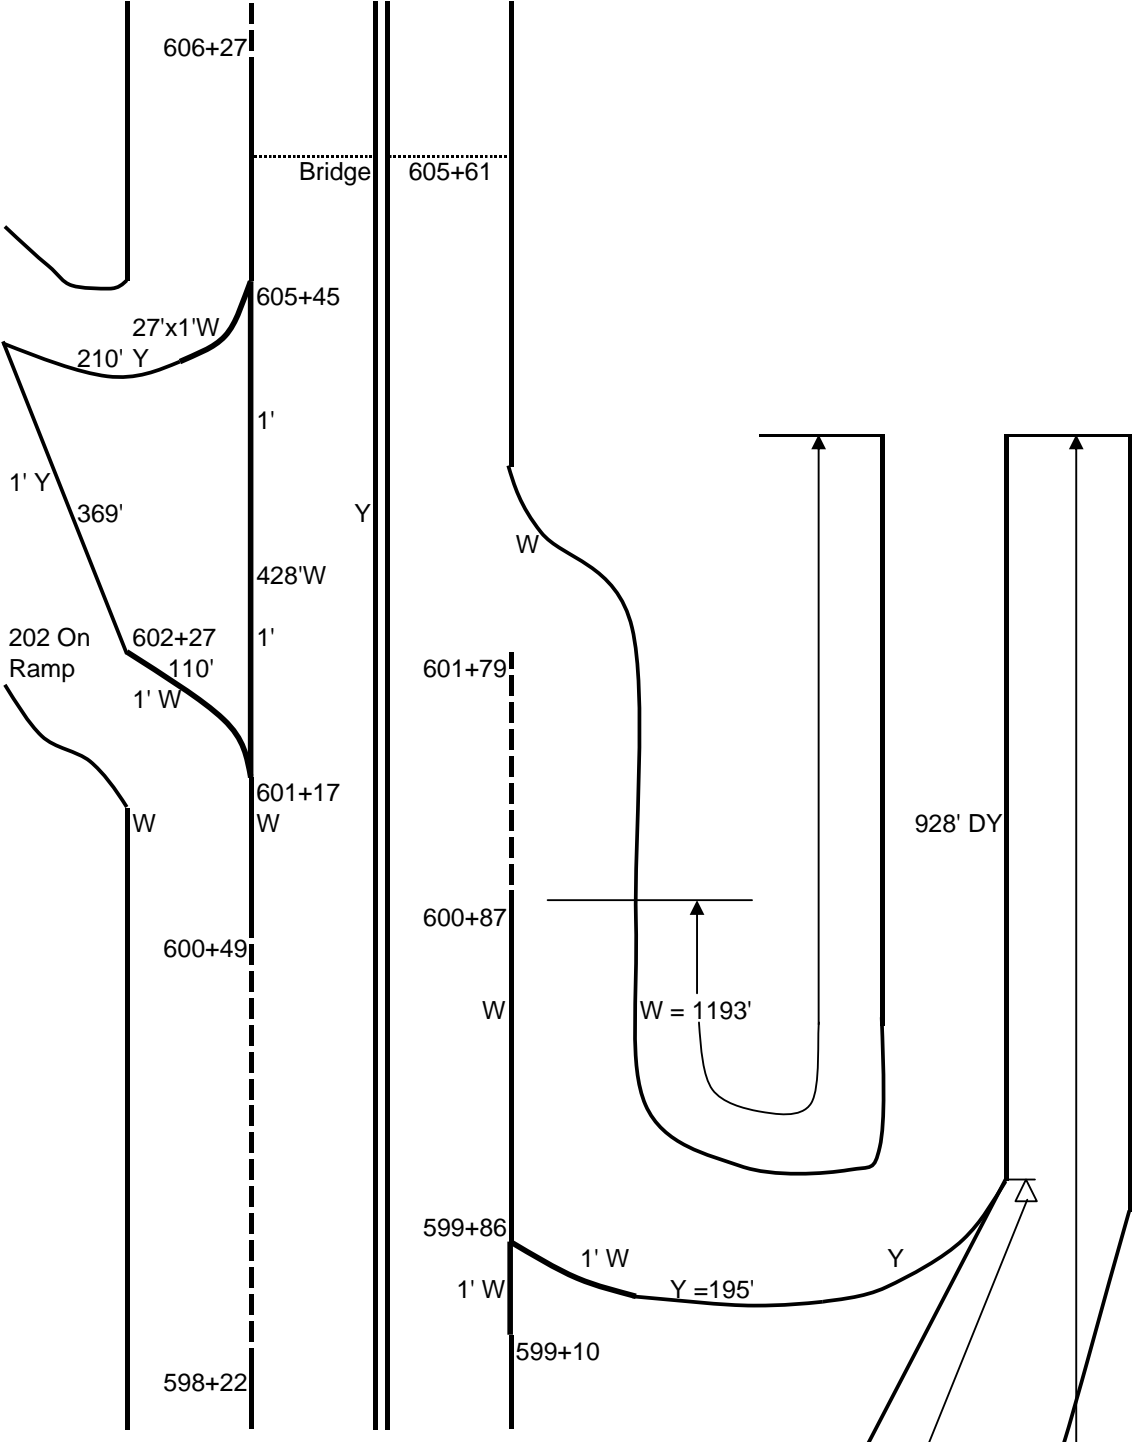 606+27
Bridge 605+61
605+45
27'x1'W
210' Y
1'
1' Y
369'
Y
W
428'W
202 On
Ramp
602+27
110'
1' W
1'
601+79
601+17
W
W
928' DY
600+87
600+49
W
W = 1193'
599+86
1' W
Y
1' W
Y =195'
599+10
598+22